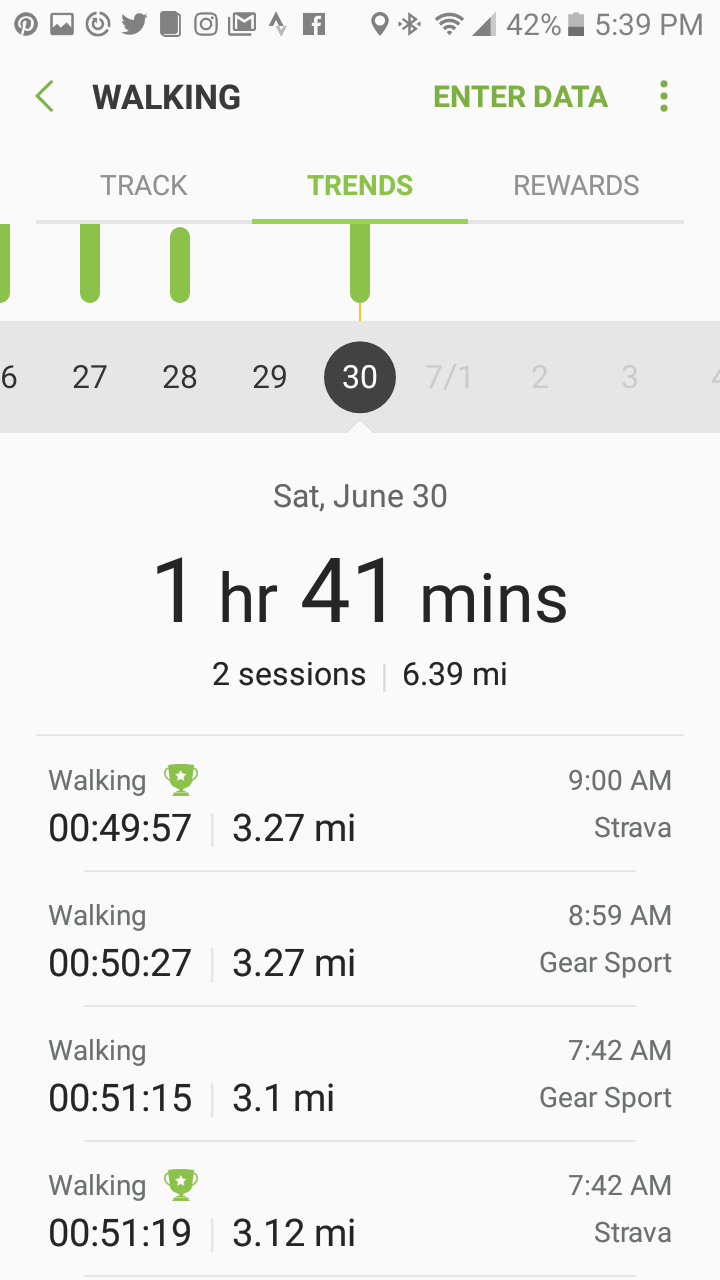 42% 5:39 PM
WALKING ENTER DATA
TRACK TRENDS REWARDS
6 27 28 29 30 7/1 2 3 4
Sat, June 30
1 hr 41 mins
2 sessions | 6.39 mi
Walking 9:00 AM
00:49:57 | 3.27 mi Strava
Walking 8:59 AM
00:50:27 | 3.27 mi Gear Sport
Walking 7:42 AM
00:51:15 | 3.1 mi Gear Sport
Walking 7:42 AM
00:51:19 | 3.12 mi Strava